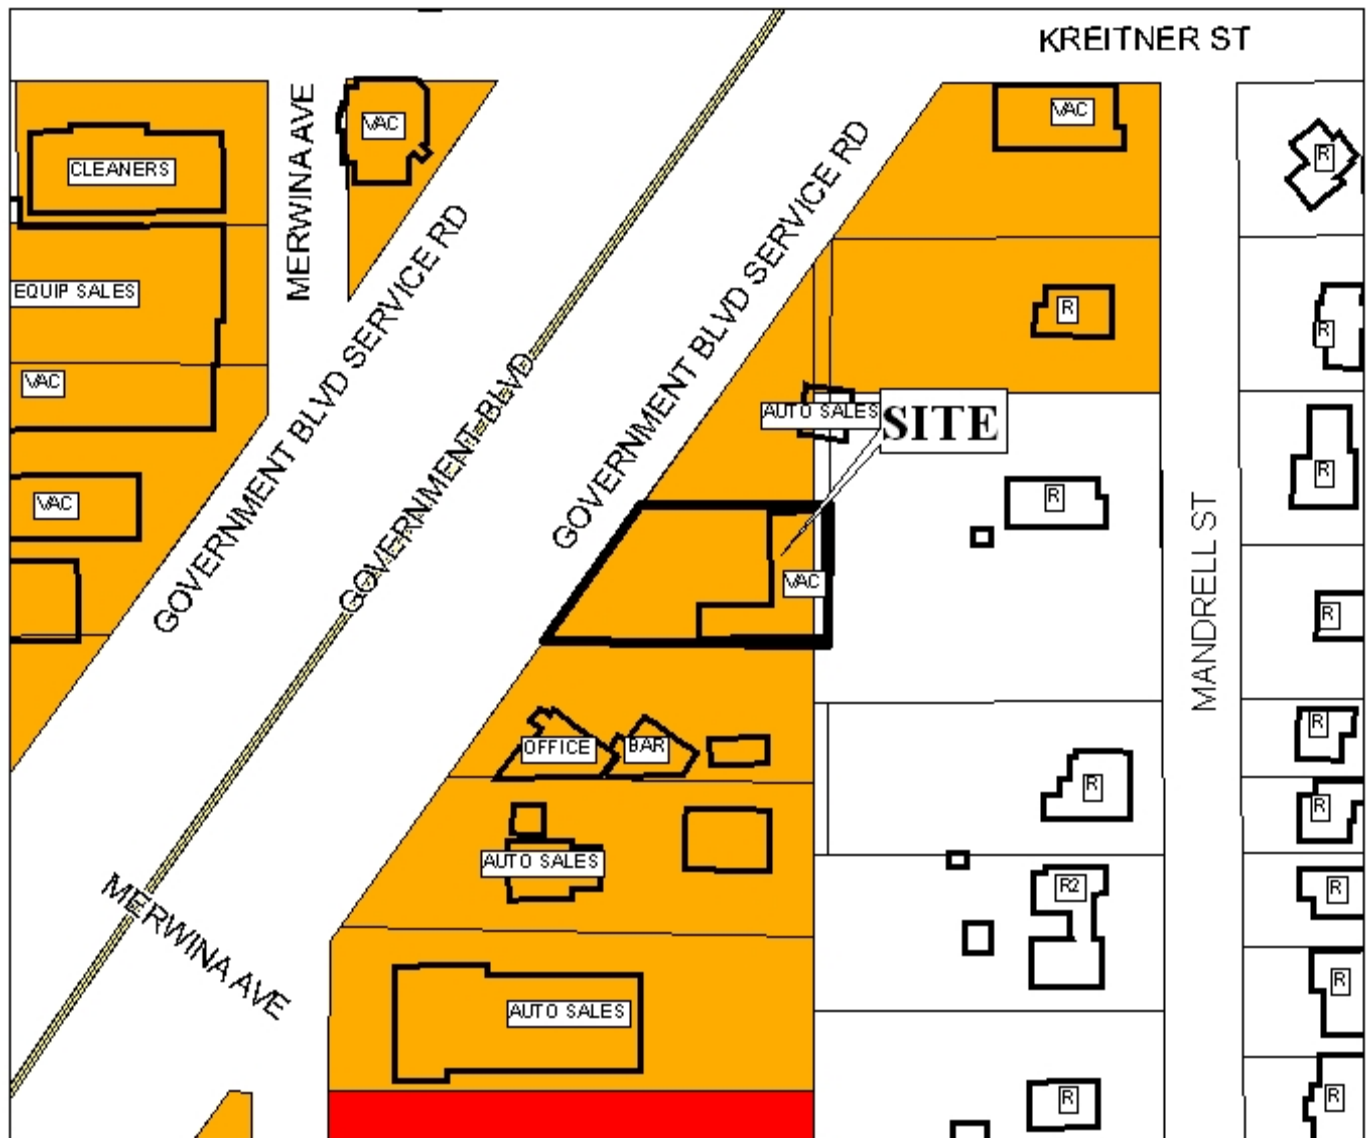 KREITNER ST
VAC
VAC
MERWINA AVE
CLEANERS
R
GOVERNMENT BLVD SERVICE RD
GOVERNMENT BLVD SERVICE RD
EQUIP SALES
R
R
VAC
AUTO SALES
SITE
GOVERNMENT BLVD
R
VAC
R
MANDRELL ST
VAC
R
OFFICE
BAR
R
R
R
AUTO SALES
R2
R
MERWINA AVE
R
AUTO SALES
R
R